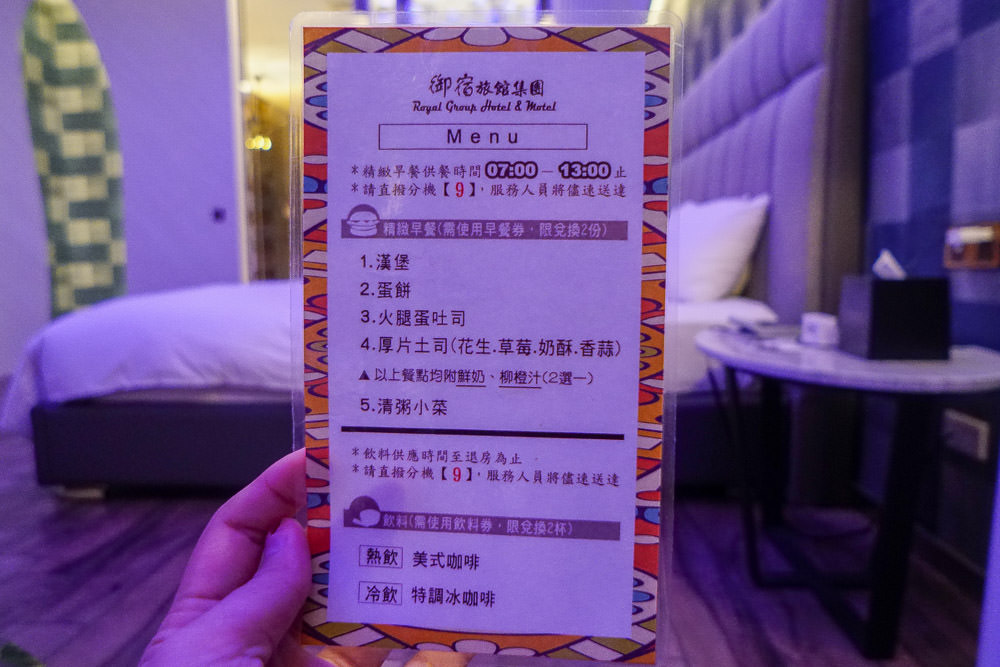 御宿旅館集團
Royal Group Hotel & Motel
Menu
*精緻早餐供餐時間 07:00 － 13:00 止
*請直撥分機【9】，服務人員將儘速送達
精緻早餐(需使用早餐券，限兌換2份)
1.漢堡
2.蛋餅
3.火腿蛋吐司
4.厚片土司(花生.草莓.奶酥.香蒜)
▲以上餐點均附鮮奶、柳橙汁(2選一)
5.清粥小菜
*飲料供應時間至退房為止
*請直撥分機【9】，服務人員將儘速送達
飲料(需使用飲料券，限兌換2杯)
熱飲 美式咖啡
冷飲 特調冰咖啡